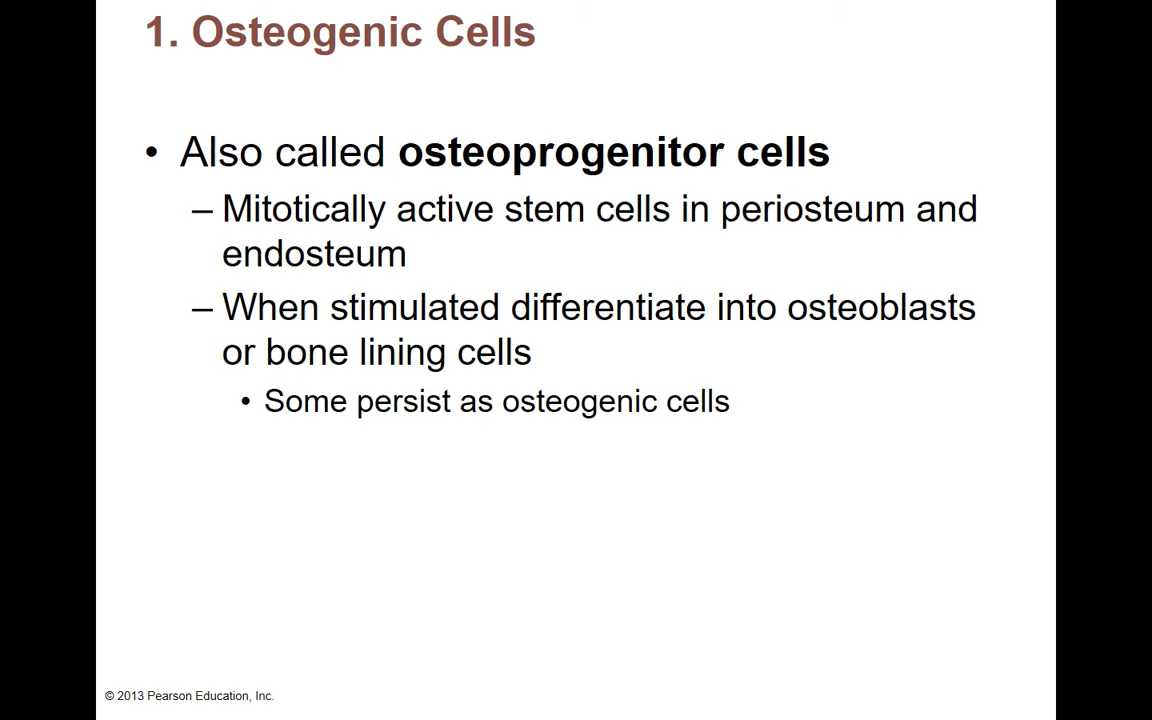 1. Osteogenic Cells
• Also called osteoprogenitor cells
– Mitotically active stem cells in periosteum and
endosteum
– When stimulated differentiate into osteoblasts
or bone lining cells
• Some persist as osteogenic cells
© 2013 Pearson Education, Inc.